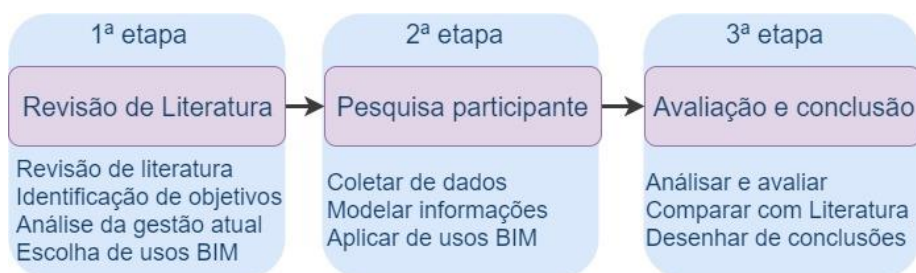 1ª etapa
Revisão de Literatura
Revisão de literatura
Identificação de objetivos
Análise da gestão atual
Escolha de usos BIM
2ª etapa
Pesquisa participante
Coletar de dados
Modelar informações
Aplicar de usos BIM
3ª etapa
Avaliação e conclusão
Análisar e avaliar
Comparar com Literatura
Desenhar de conclusões